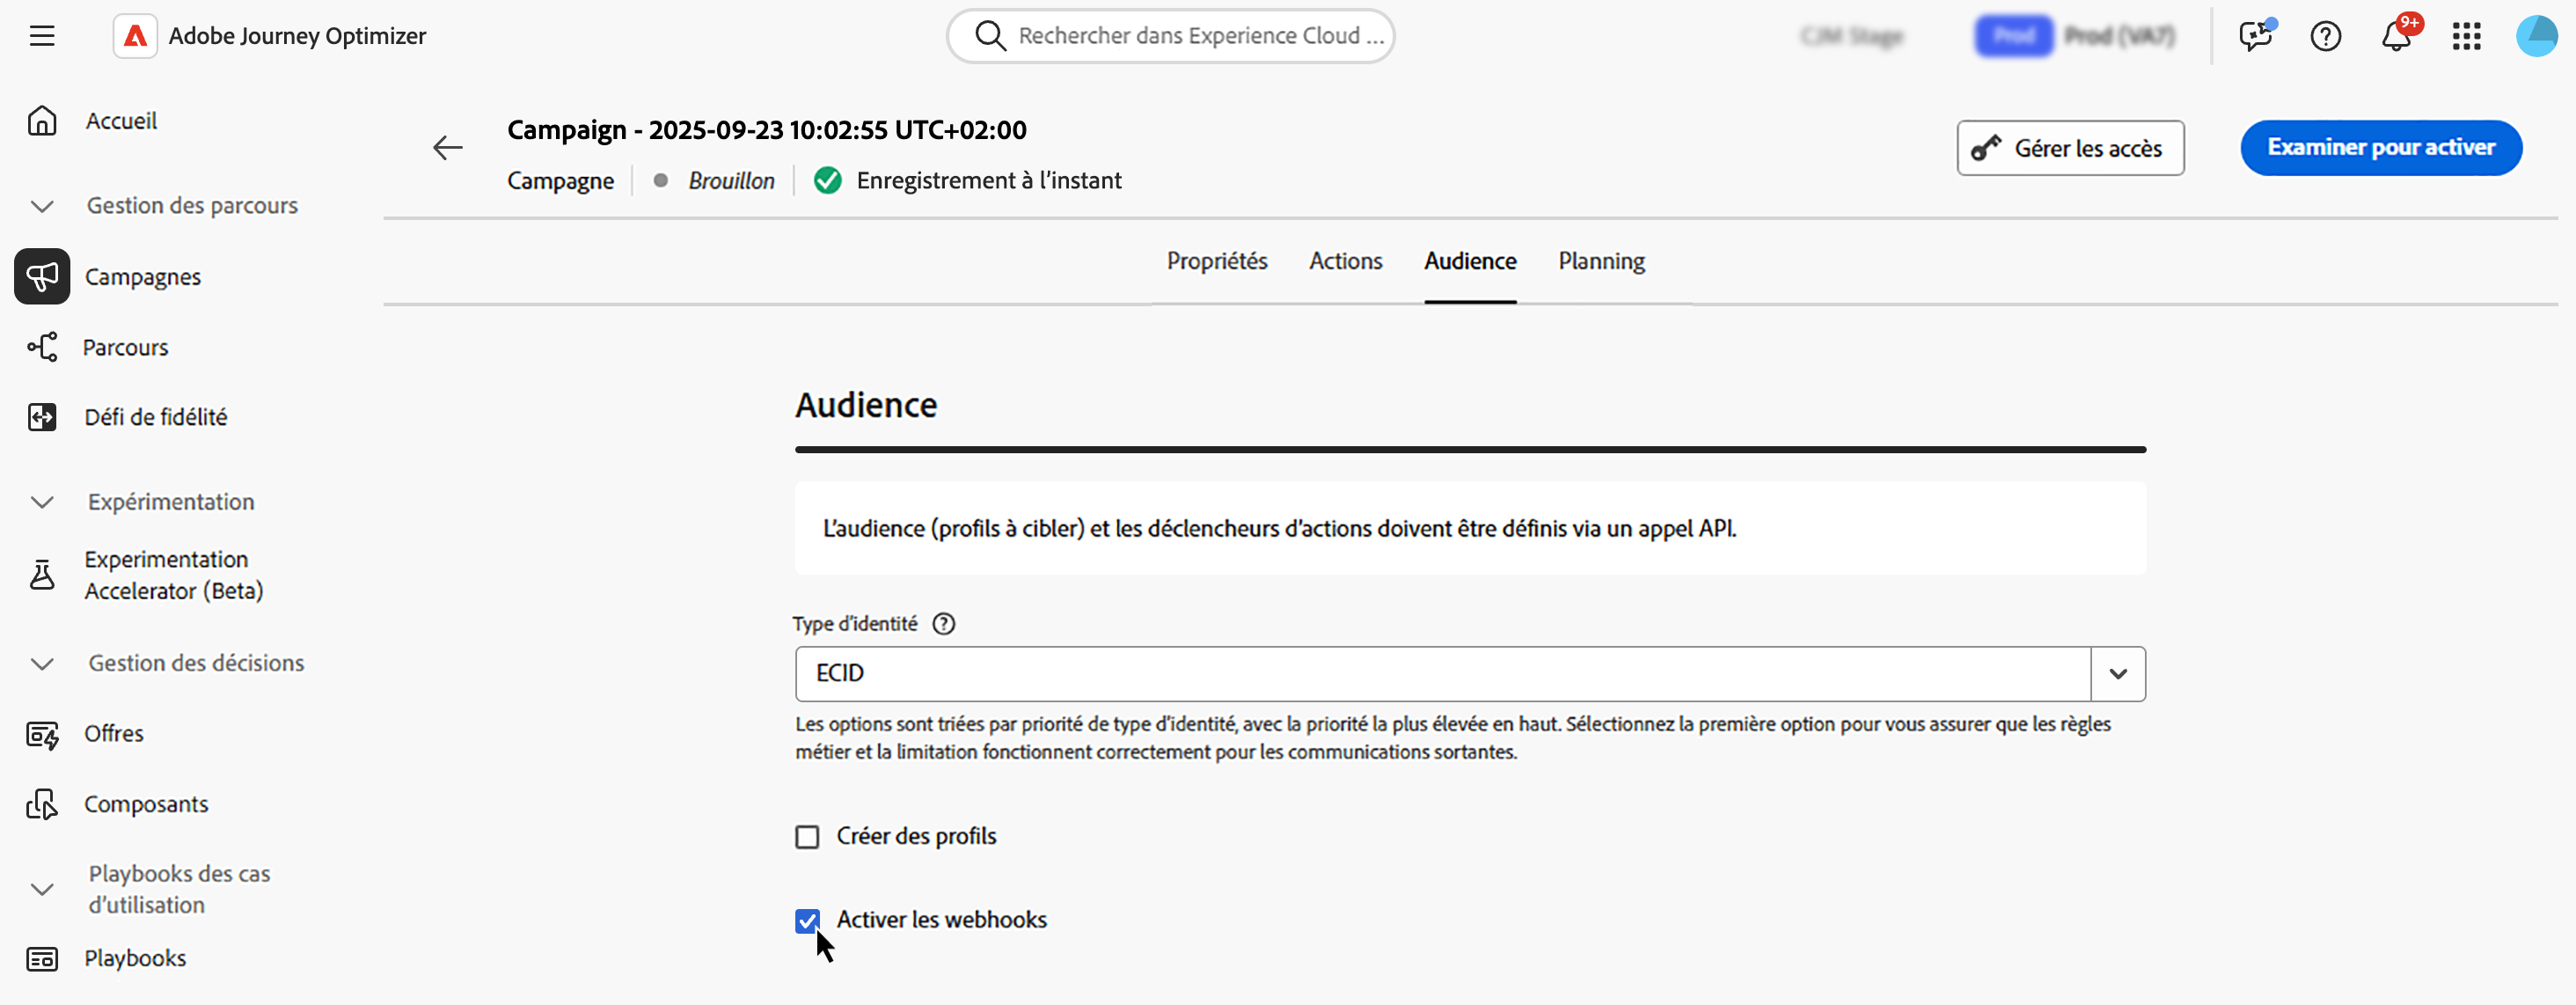 Adobe Journey Optimizer
Rechercher dans Experience Cloud ...
CJM Stage
Prod
Prod (VA7)
9+
Accueil
Gestion des parcours
Campagnes
Parcours
Défi de fidélité
Expérimentation
Experimentation
Accelerator (Beta)
Gestion des décisions
Offres
Composants
Playbooks des cas
d’utilisation
Playbooks
Campaign - 2025-09-23 10:02:55 UTC+02:00
Campagne
Brouillon
Enregistrement à l’instant
Gérer les accès
Examiner pour activer
Propriétés
Actions
Audience
Planning
Audience
L’audience (profils à cibler) et les déclencheurs d’actions doivent être définis via un appel API.
Type d’identité
ECID
Les options sont triées par priorité de type d’identité, avec la priorité la plus élevée en haut. Sélectionnez la première option pour vous assurer que les règles
métier et la limitation fonctionnent correctement pour les communications sortantes.
Créer des profils
Activer les webhooks